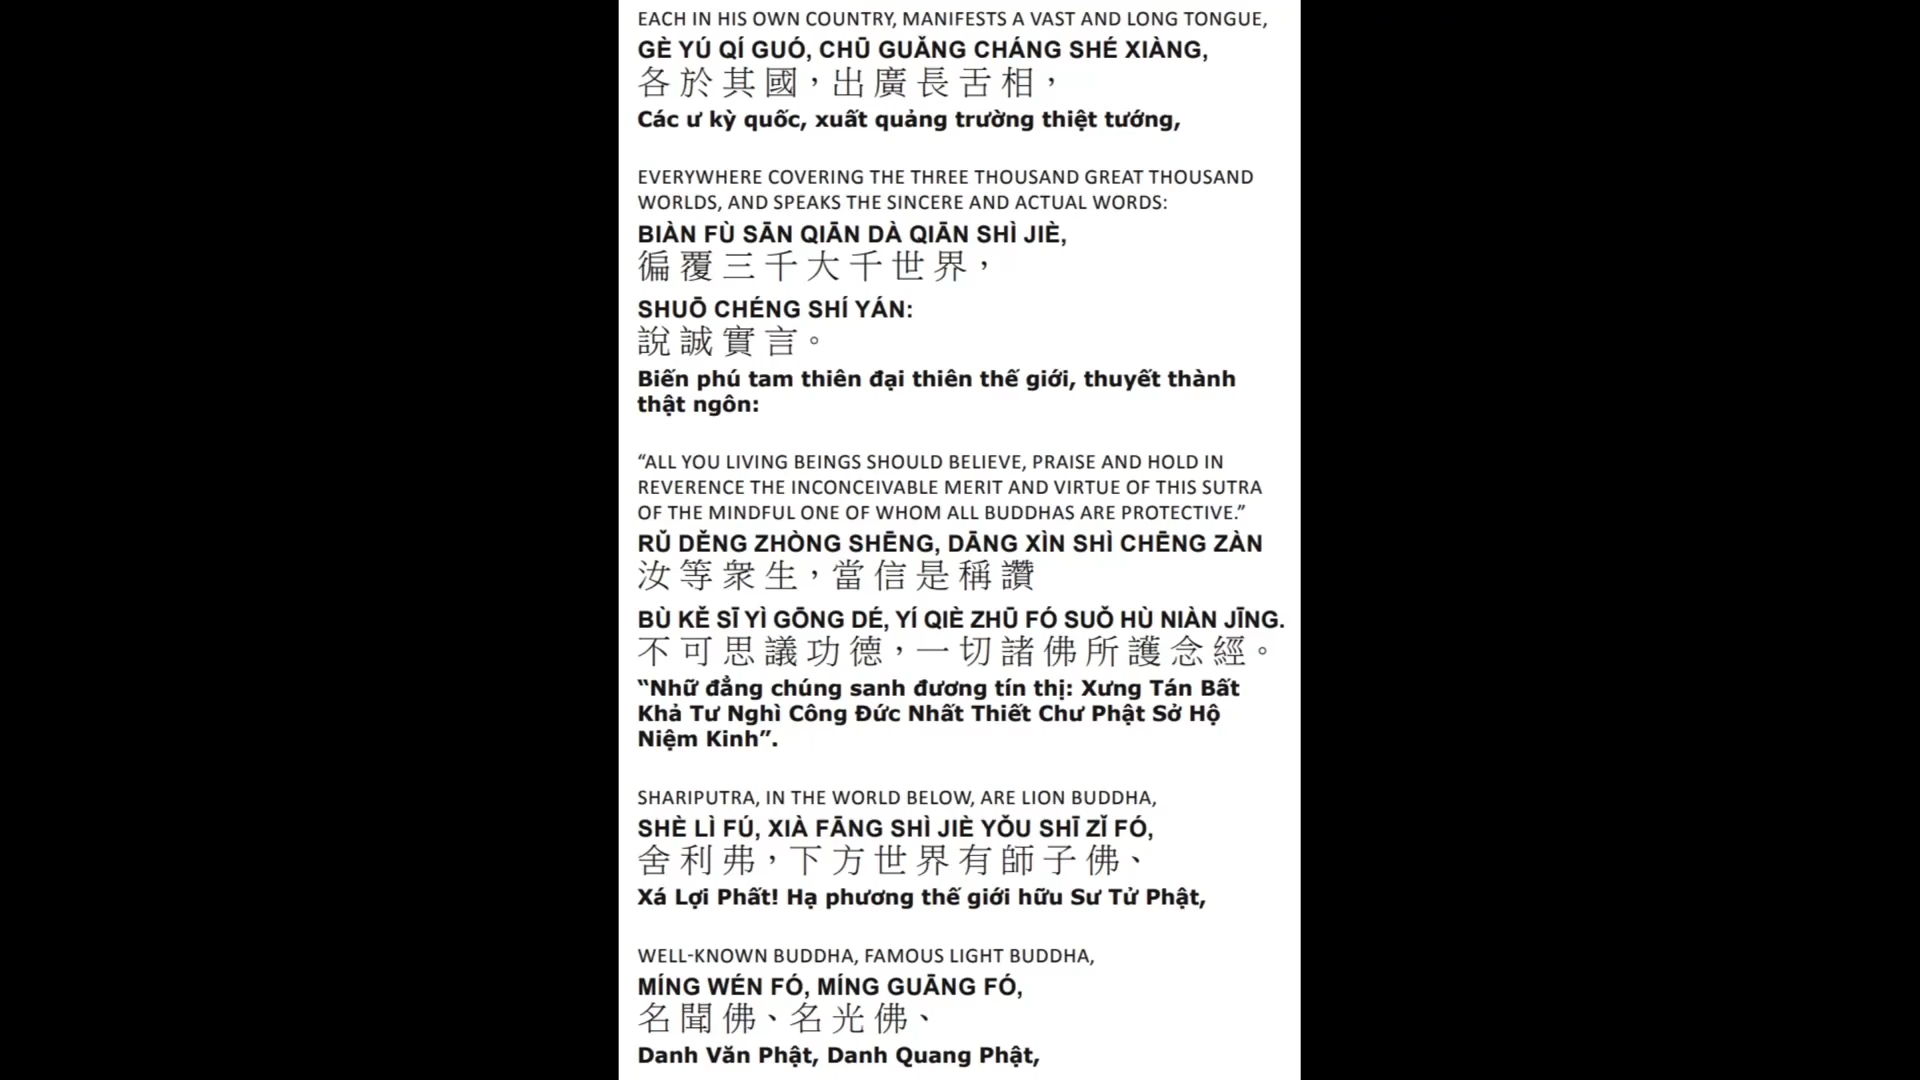 EACH IN HIS OWN COUNTRY, MANIFESTS A VAST AND LONG TONGUE,
GÈ YÚ QÍ GUÓ, CHŪ GUǍNG CHÁNG SHÉ XIÀNG,
各於其國，出廣長舌相，
Các ư kỳ quốc, xuất quảng trường thiệt tướng,
EVERYWHERE COVERING THE THREE THOUSAND GREAT THOUSAND
WORLDS, AND SPEAKS THE SINCERE AND ACTUAL WORDS:
BIÀN FÙ SĀN QIĀN DÀ QIĀN SHÌ JIÈ,
徧覆三千大千世界，
SHUŌ CHÉNG SHÍ YÁN:
說誠實言。
Biến phú tam thiên đại thiên thế giới, thuyết thành
thật ngôn:
“ALL YOU LIVING BEINGS SHOULD BELIEVE, PRAISE AND HOLD IN
REVERENCE THE INCONCEIVABLE MERIT AND VIRTUE OF THIS SUTRA
OF THE MINDFUL ONE OF WHOM ALL BUDDHAS ARE PROTECTIVE.”
RǓ DĚNG ZHÒNG SHĒNG, DĀNG XÌN SHÌ CHĒNG ZÀN
汝等眾生，當信是稱讚
BÙ KĚ SĪ YÌ GŌNG DÉ, YÍ QIÈ ZHŪ FÓ SUǑ HÙ NIÀN JĪNG.
不可思議功德，一切諸佛所護念經。
“Nhữ đẳng chúng sanh đương tín thị: Xưng Tán Bất
Khả Tư Nghì Công Đức Nhất Thiết Chư Phật Sở Hộ
Niệm Kinh”.
SHARIPUTRA, IN THE WORLD BELOW, ARE LION BUDDHA,
SHÈ LÌ FÚ, XIÀ FĀNG SHÌ JIÈ YǑU SHĪ ZǏ FÓ,
舍利弗，下方世界有師子佛、
Xá Lợi Phất! Hạ phương thế giới hữu Sư Tử Phật,
WELL-KNOWN BUDDHA, FAMOUS LIGHT BUDDHA,
MÍNG WÉN FÓ, MÍNG GUĀNG FÓ,
名聞佛、名光佛、
Danh Văn Phật, Danh Quang Phật,